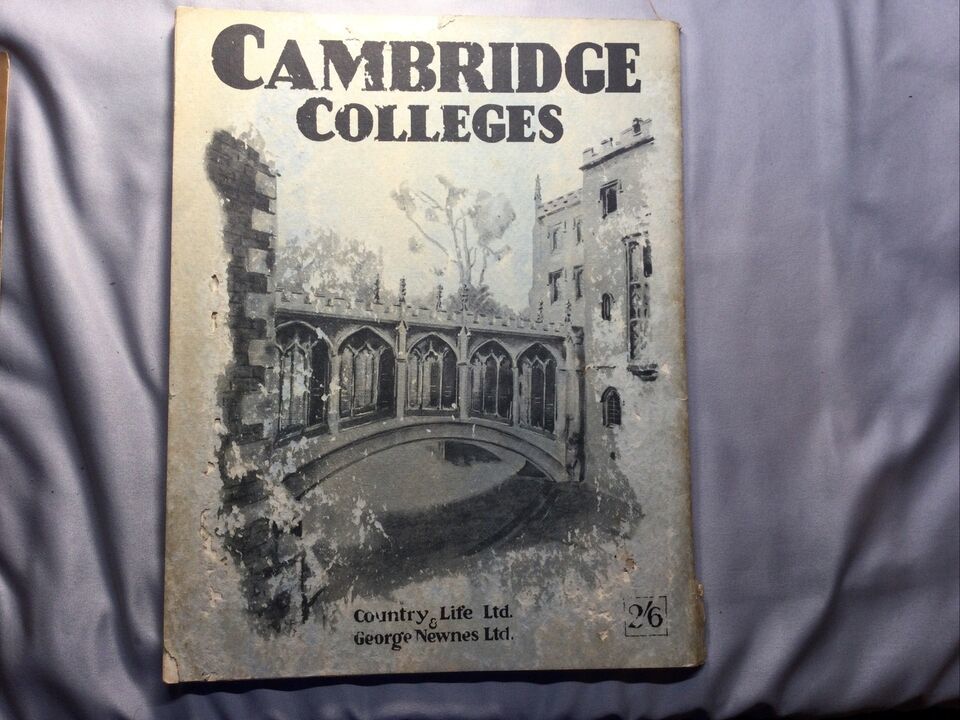 CAMBRIDGE
COLLEGES
Country Life Ltd.
&
George Newnes Ltd.
2/6